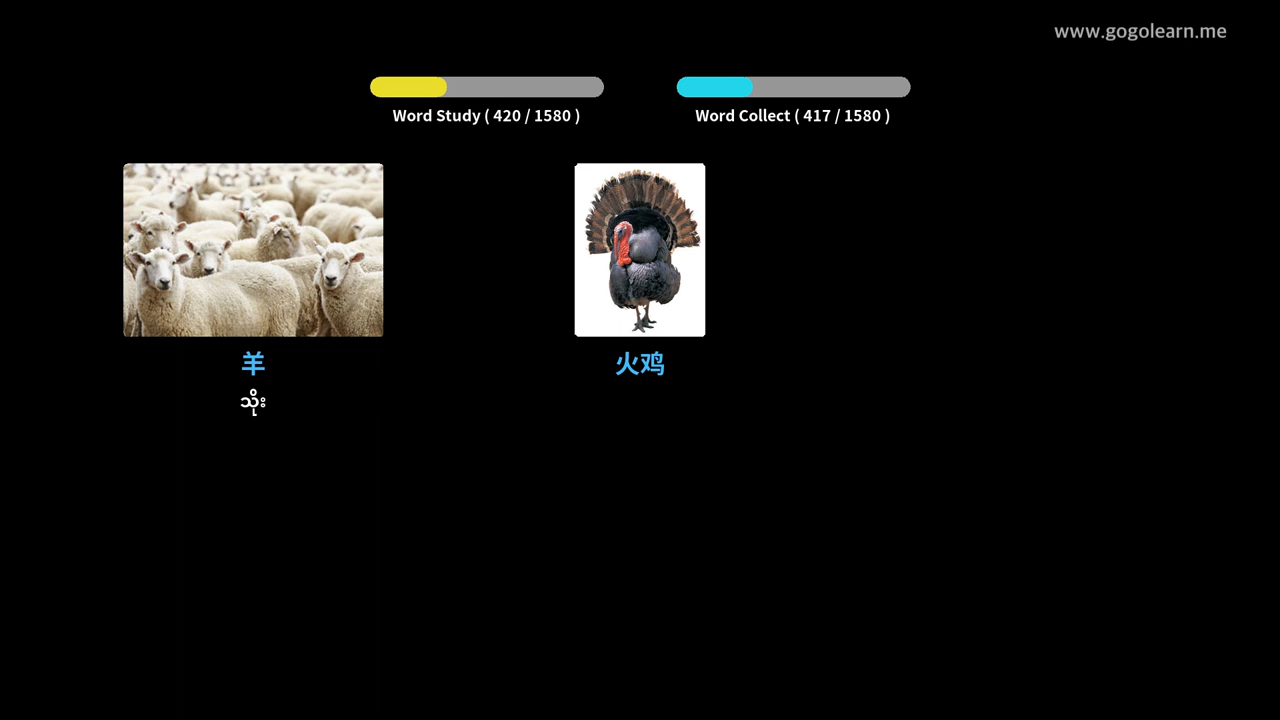 www.gogolearn.me
Word Study ( 420 / 1580 )
Word Collect ( 417 / 1580 )
羊
火鸡
သိုး